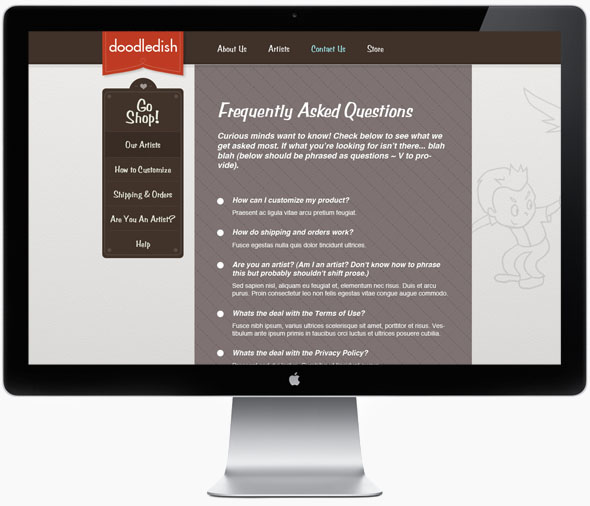 doodledish
About Us Artists Contact Us Store
Go
Shop!
Our Artists
How to Customize
Shipping & Orders
Are You An Artist?
Help
Frequently Asked Questions
Curious minds want to know! Check below to see what we
get asked most. If what you're looking for isn't there... blah
blah (below should be phrased as questions ~ V to pro-
vide).
How can I customize my product?
Praesent ac ligula vitae arcu pretium feugiat.
How do shipping and orders work?
Fusce egestas nulla quis dolor tincidunt ultrices.
Are you an artist? (Am I an artist? Don't know how to phrase
this but probably shouldn't shift prose.)
Sed sapien nisl, aliquam eu feugiat et, elementum nec risus. Duis et arcu
purus. Proin consectetur leo non felis egestas vitae congue augue commodo.
Whats the deal with the Terms of Use?
Fusce nibh ipsum, varius ultrices scelerisque sit amet, porttitor et risus. Ves-
tibulum ante ipsum primis in faucibus orci luctus et ultrices posuere cubilia.
Whats the deal with the Privacy Policy?